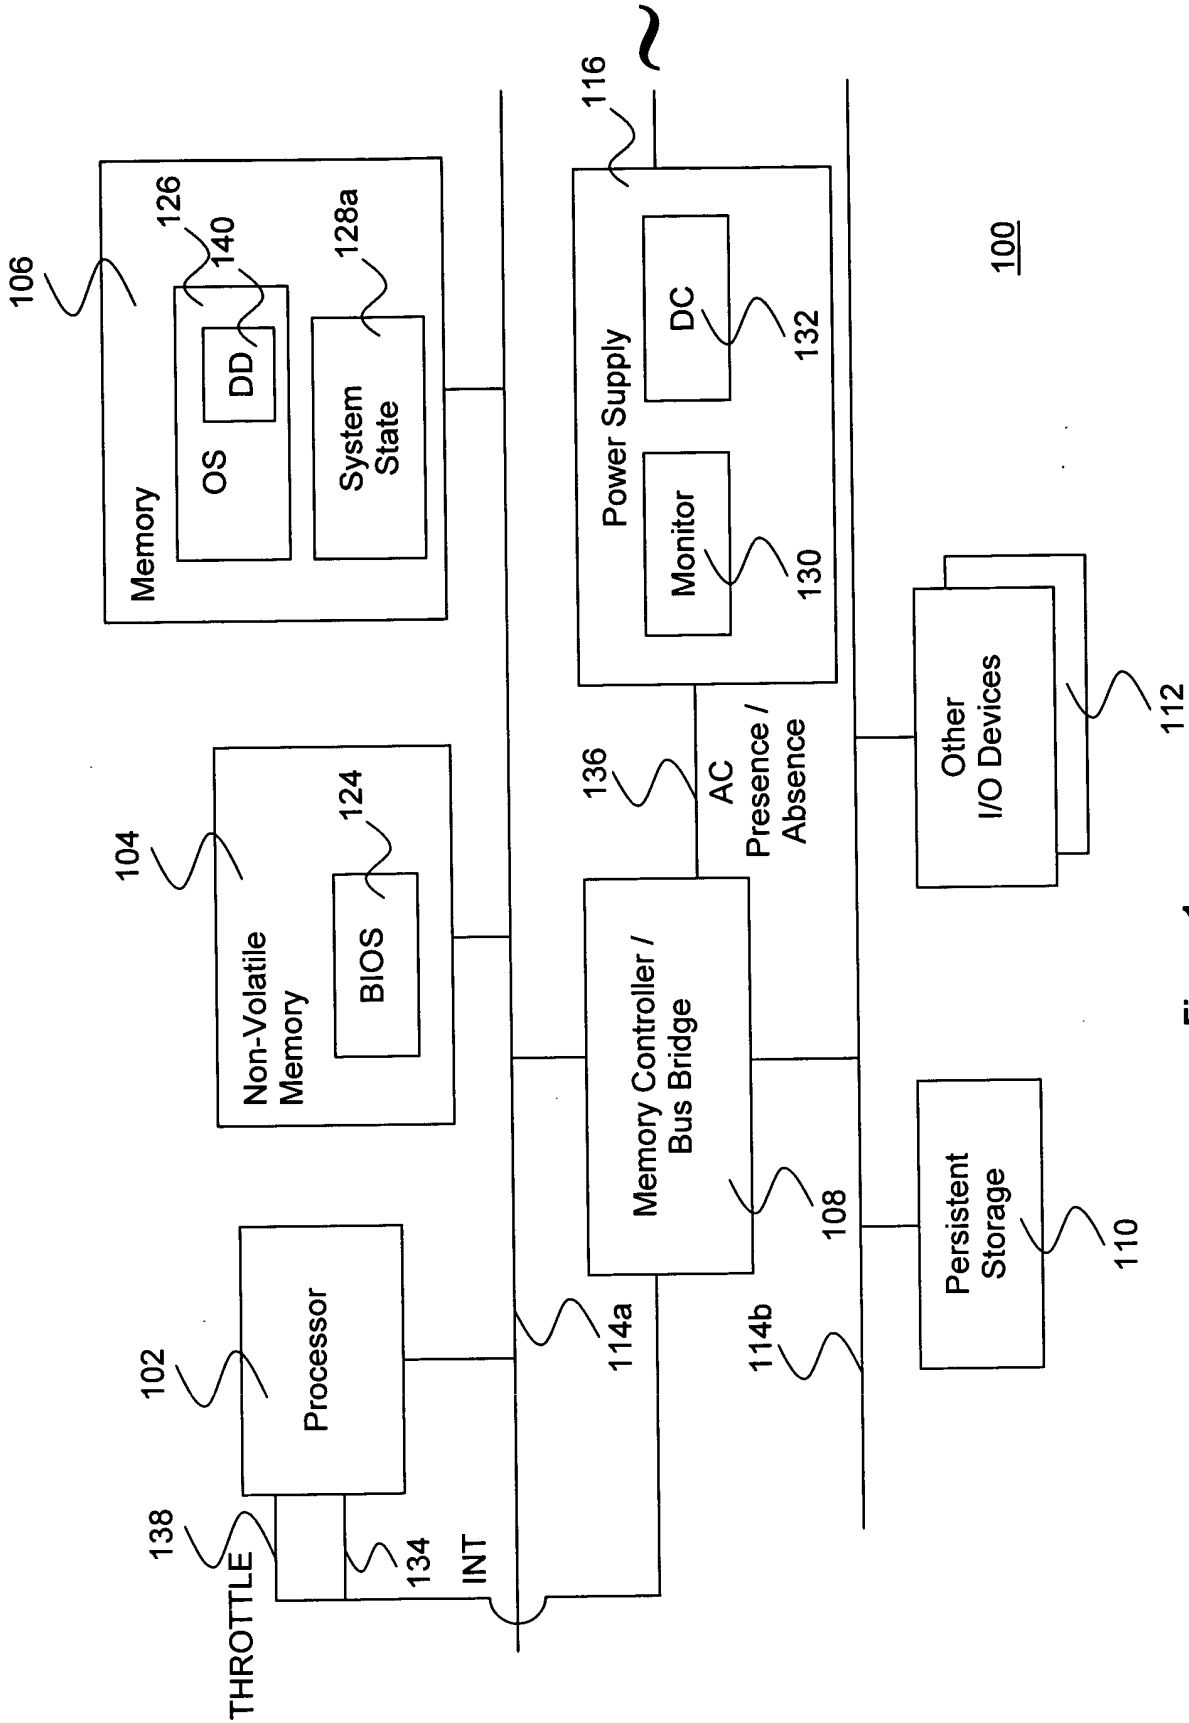 THROTTLE
138
134
INT
102
Processor
104
Non-Volatile
Memory
BIOS
124
106
Memory
OS
DD
126
140
System
State
128a
114a
Memory Controller /
Bus Bridge
108
136
AC
Presence /
Absence
116
Power Supply
Monitor
130
DC
132
~
114b
Persistent
Storage
110
Other
I/O Devices
112
100